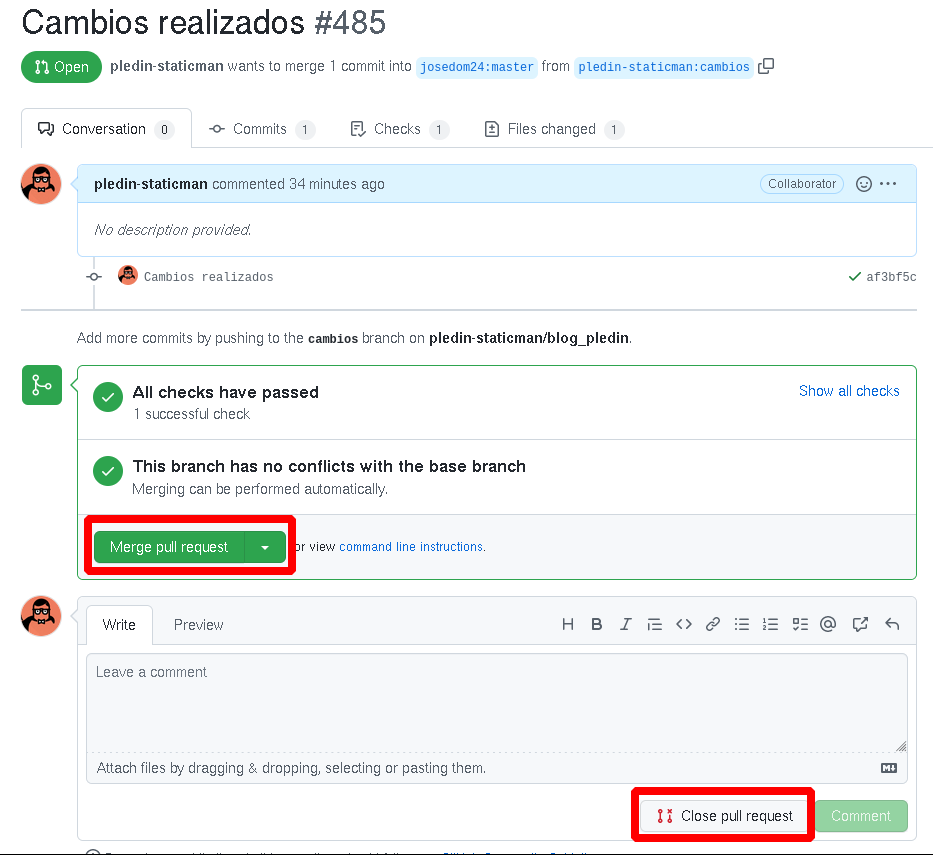 Cambios realizados #485
Open pledin-staticman wants to merge 1 commit into josedom24:master from pledin-staticman:cambios
Conversation 0 Commits 1 Checks 1 Files changed 1
pledin-staticman commented 34 minutes ago Collaborator
No description provided.
Cambios realizados af3bf5c
Add more commits by pushing to the cambios branch on pledin-staticman/blog_pledin.
All checks have passed Show all checks
1 successful check
This branch has no conflicts with the base branch
Merging can be performed automatically.
Merge pull request or view command line instructions.
Write Preview
Leave a comment
Attach files by dragging & dropping, selecting or pasting them.
Close pull request Comment